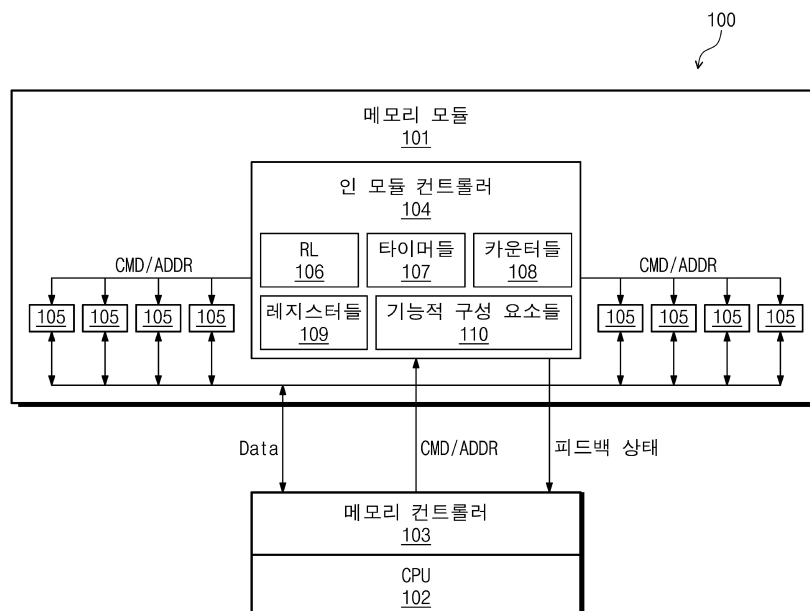 100
메모리 모듈
101
인 모듈 컨트롤러
104
RL
106
타이머들
107
카운터들
108
레지스터들
109
기능적 구성 요소들
110
CMD/ADDR
CMD/ADDR
105 105 105 105
105 105 105 105
Data
CMD/ADDR
피드백 상태
메모리 컨트롤러
103
CPU
102